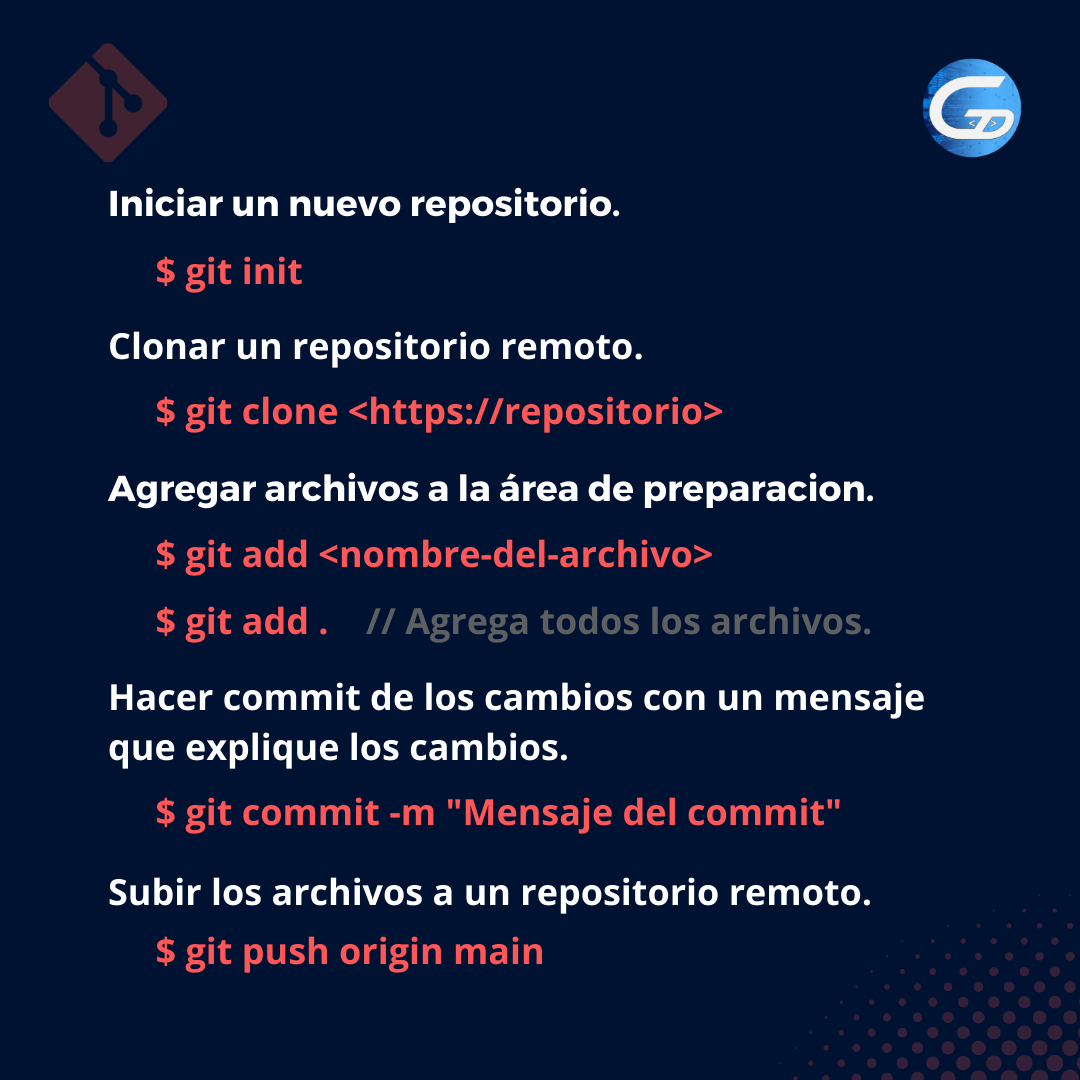 Iniciar un nuevo repositorio.
$ git init
Clonar un repositorio remoto.
$ git clone <https://repositorio>
Agregar archivos a la área de preparacion.
$ git add <nombre-del-archivo>
$ git add . // Agrega todos los archivos.
Hacer commit de los cambios con un mensaje
que explique los cambios.
$ git commit -m "Mensaje del commit"
Subir los archivos a un repositorio remoto.
$ git push origin main